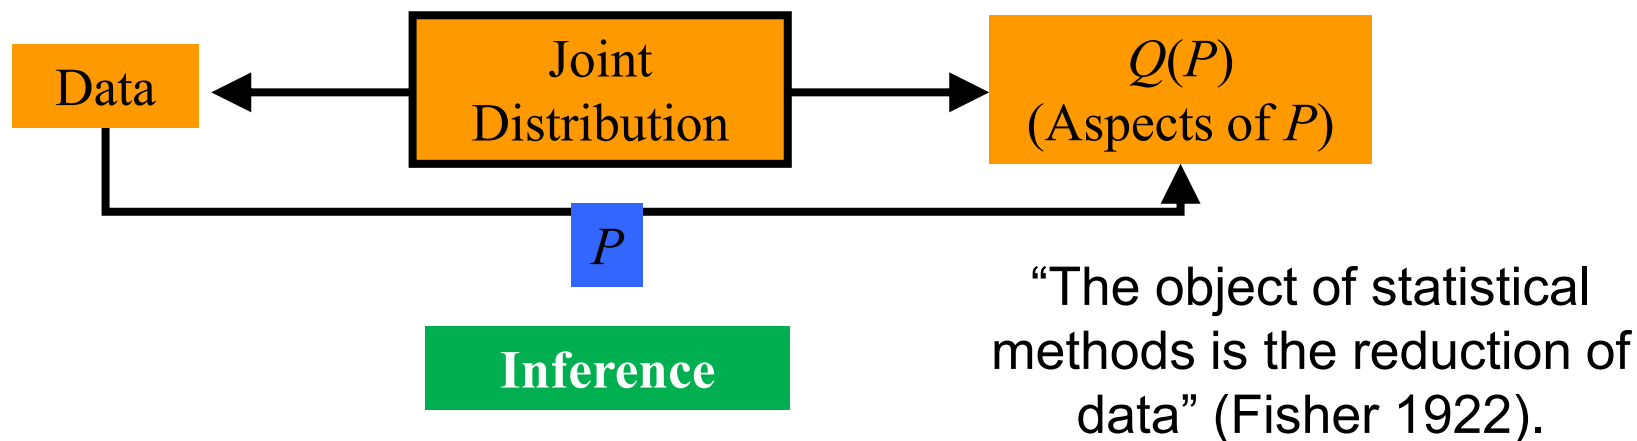 Data
Joint
Distribution
Q(P)
(Aspects of P)
P
Inference
“The object of statistical
methods is the reduction of
data” (Fisher 1922).